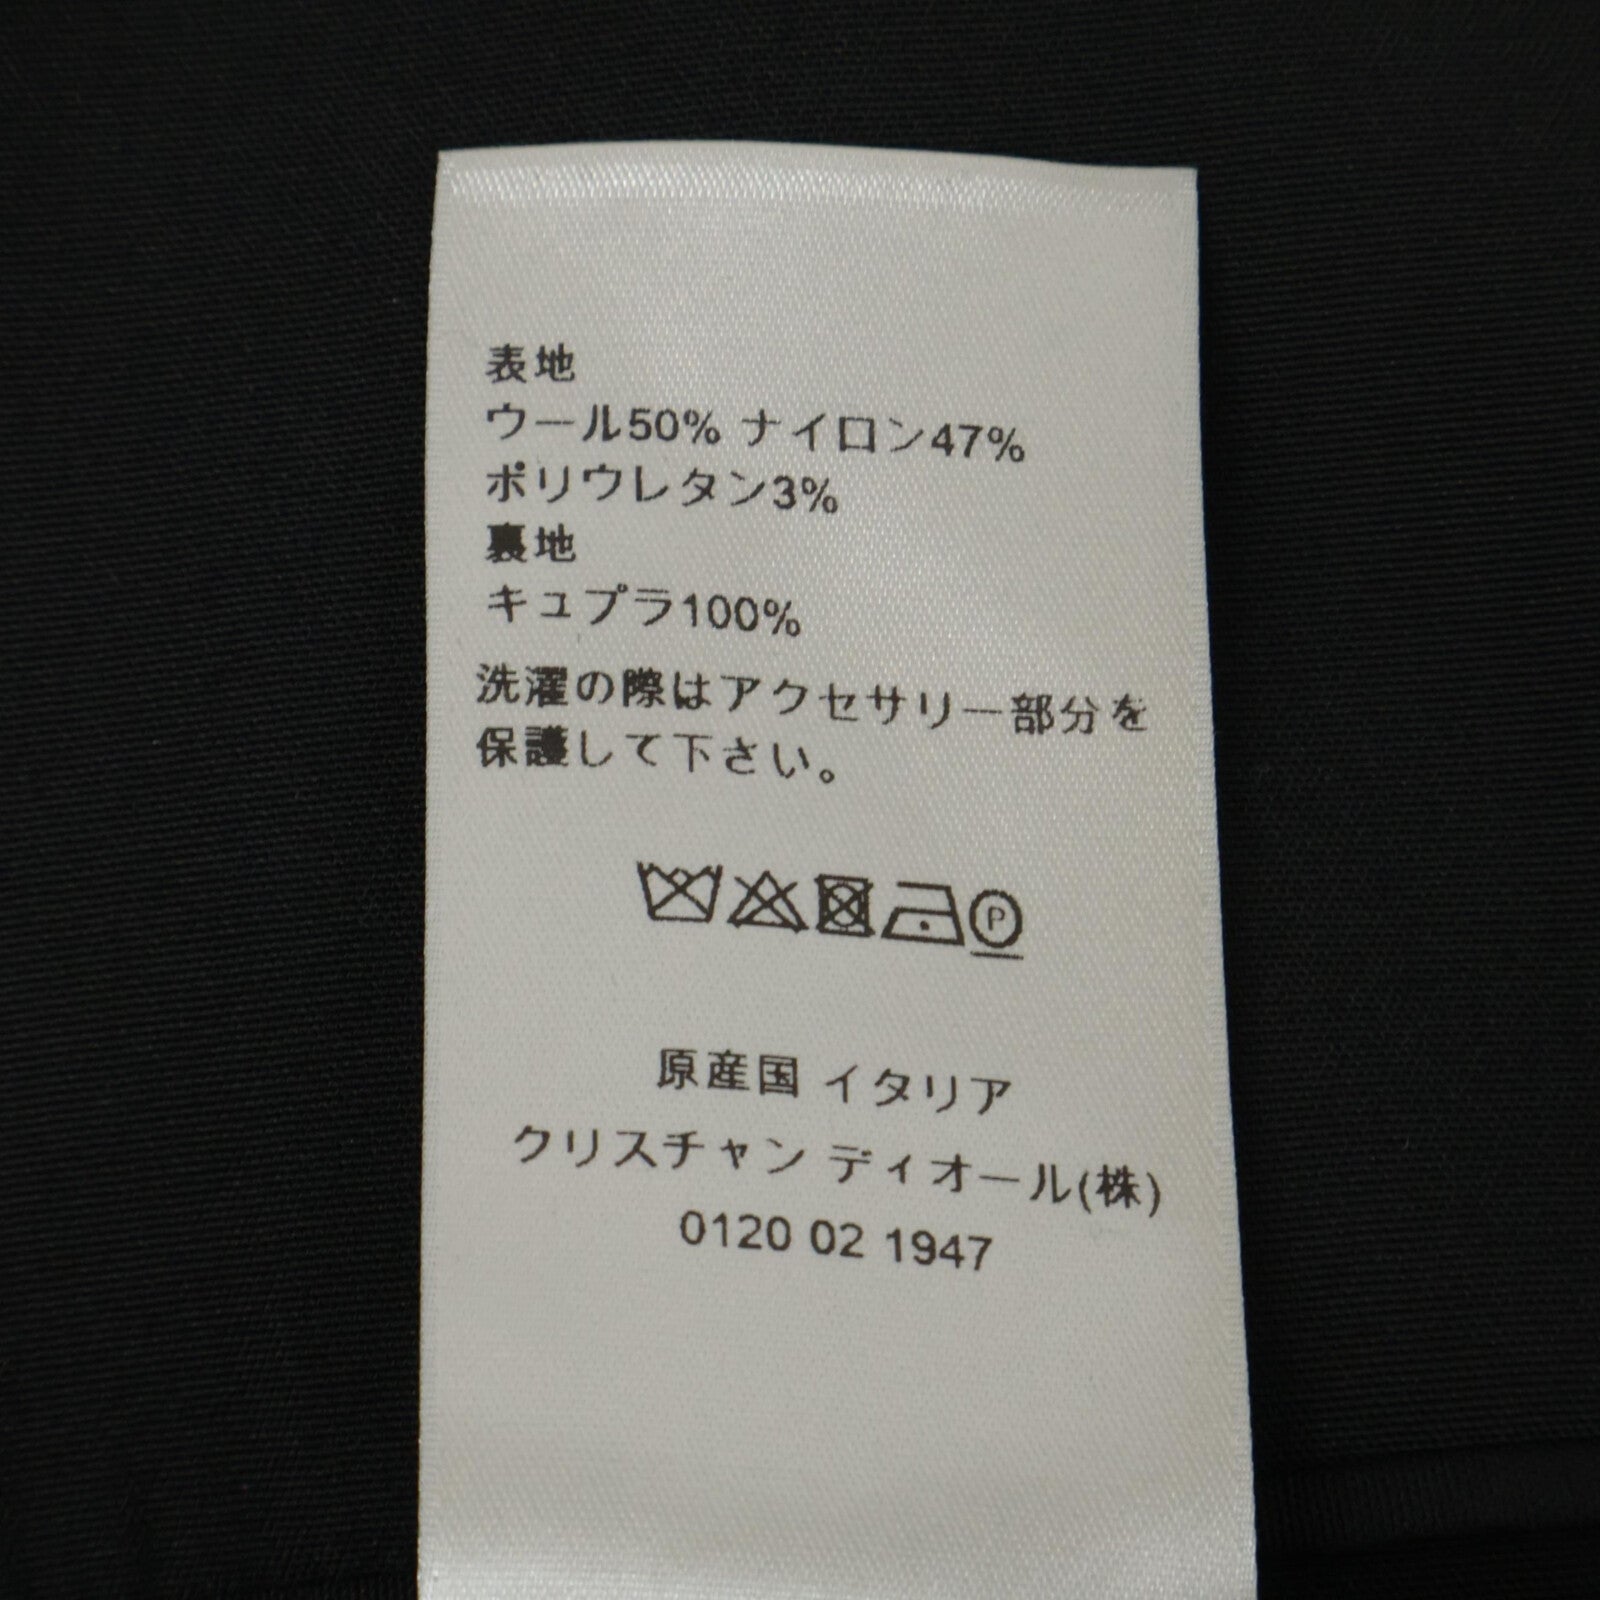 表地
ウール50% ナイロン47%
ポリウレタン3%
裏地
キュプラ100%
洗濯の際はアクセサリー部分を
保護して下さい。
P
原産国 イタリア
クリスチャン ディオール(株)
0120 02 1947